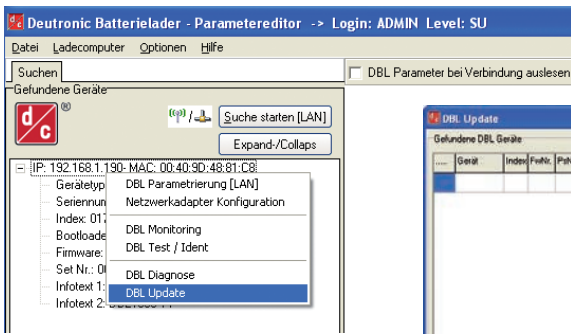 Deutronic Batterielader - Parametereditor -> Login: ADMIN Level: SU
Datei Ladecomputer Optionen Hilfe
Suchen
DBL Parameter bei Verbindung auslesen
Gefundene Geräte
d/c ®
Suche starten [LAN]
Expand-/Collaps
IP: 192.168.1.190- MAC: 00:40:9D:48:81:C8
Gerätetyp
Seriennum
Index: 017
Bootloade
Firmware:
Set Nr.: 00
Infotext 1:
Infotext 2:
DBL Parametrierung [LAN]
Netzwerkadapter Konfiguration
DBL Monitoring
DBL Test / Ident
DBL Diagnose
DBL Update
DBL Update
Gefundene DBL Geräte
..... Gerät Index FwNr.